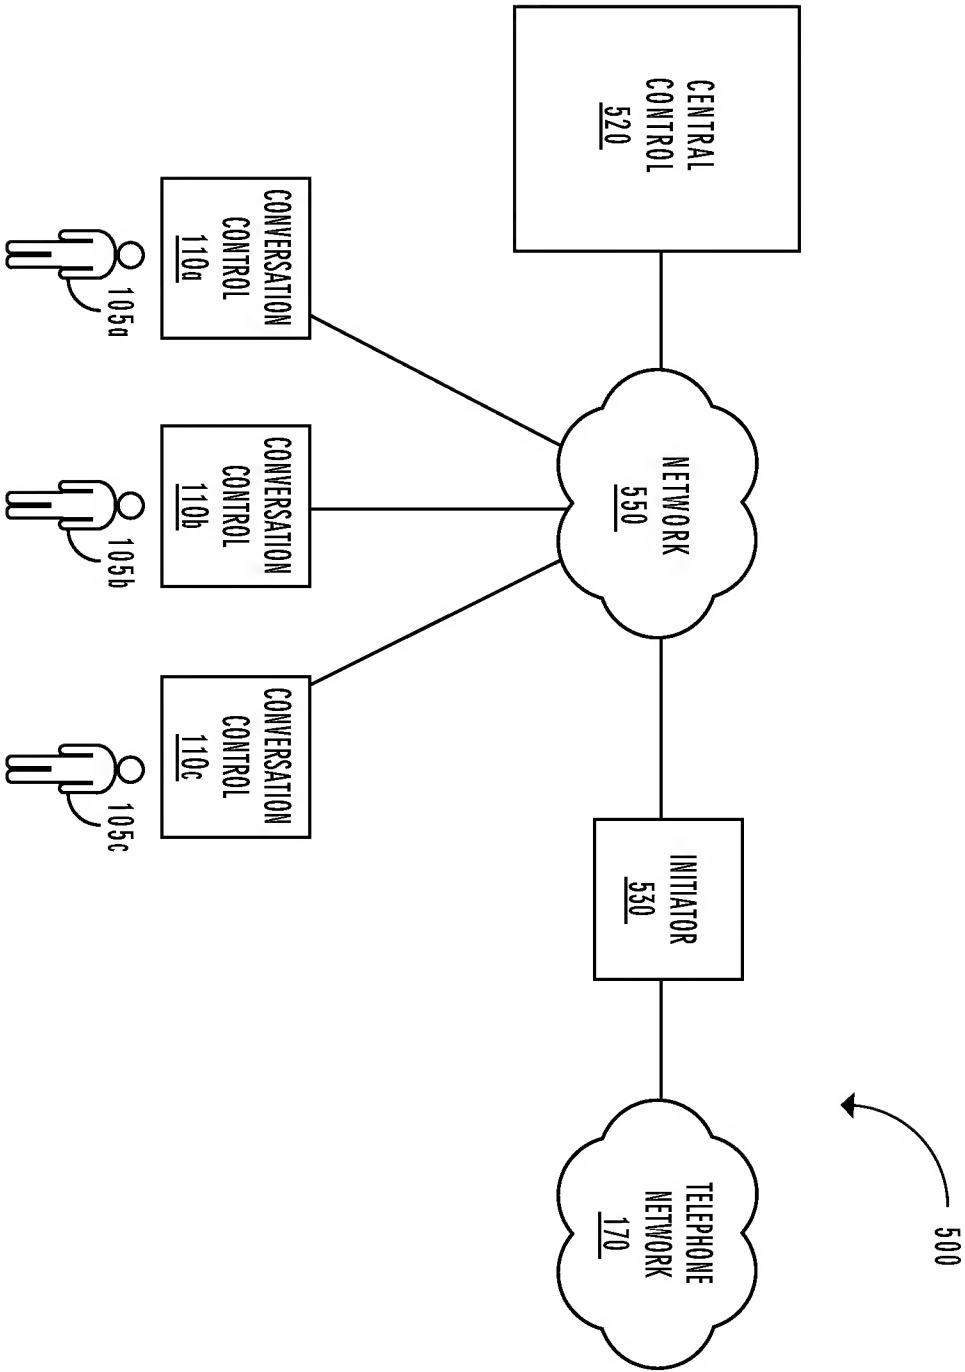 500
CENTRAL
CONTROL
520
NETWORK
550
INITIATOR
530
TELEPHONE
NETWORK
170
CONVERSATION
CONTROL
110a
CONVERSATION
CONTROL
110b
CONVERSATION
CONTROL
110c
105a
105b
105c